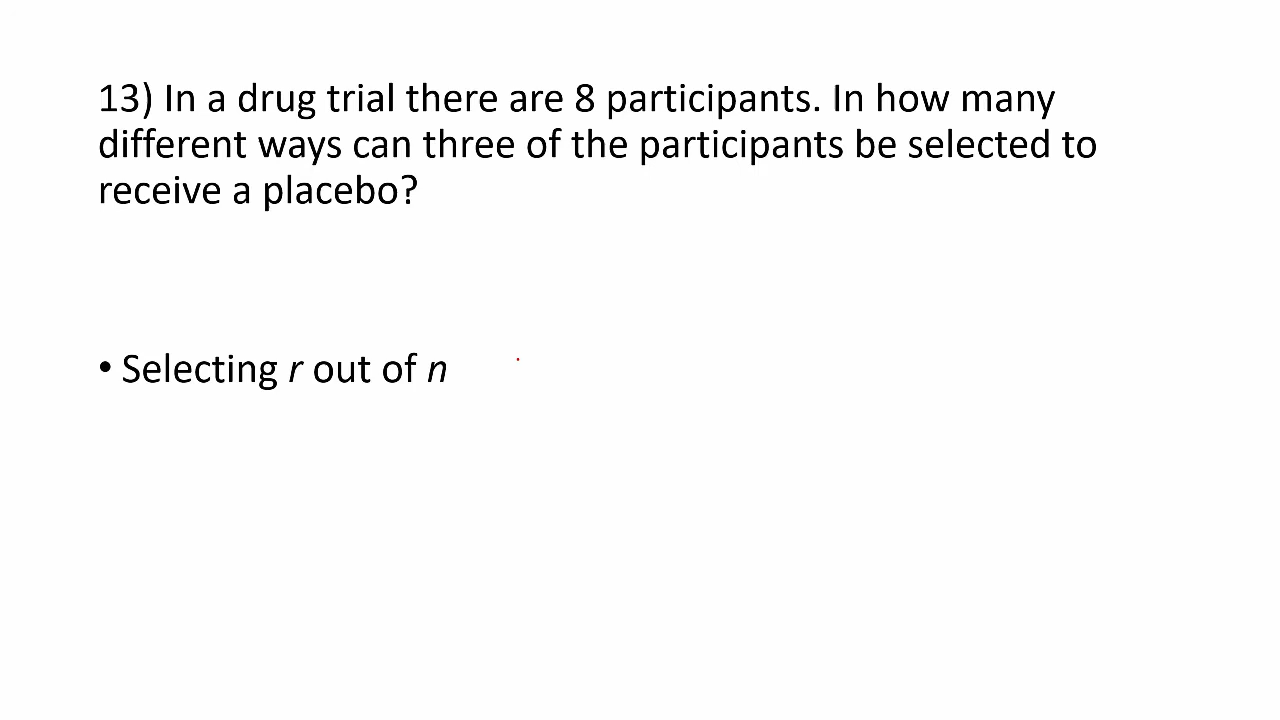 13) In a drug trial there are 8 participants. In how many
different ways can three of the participants be selected to
receive a placebo?
• Selecting r out of n